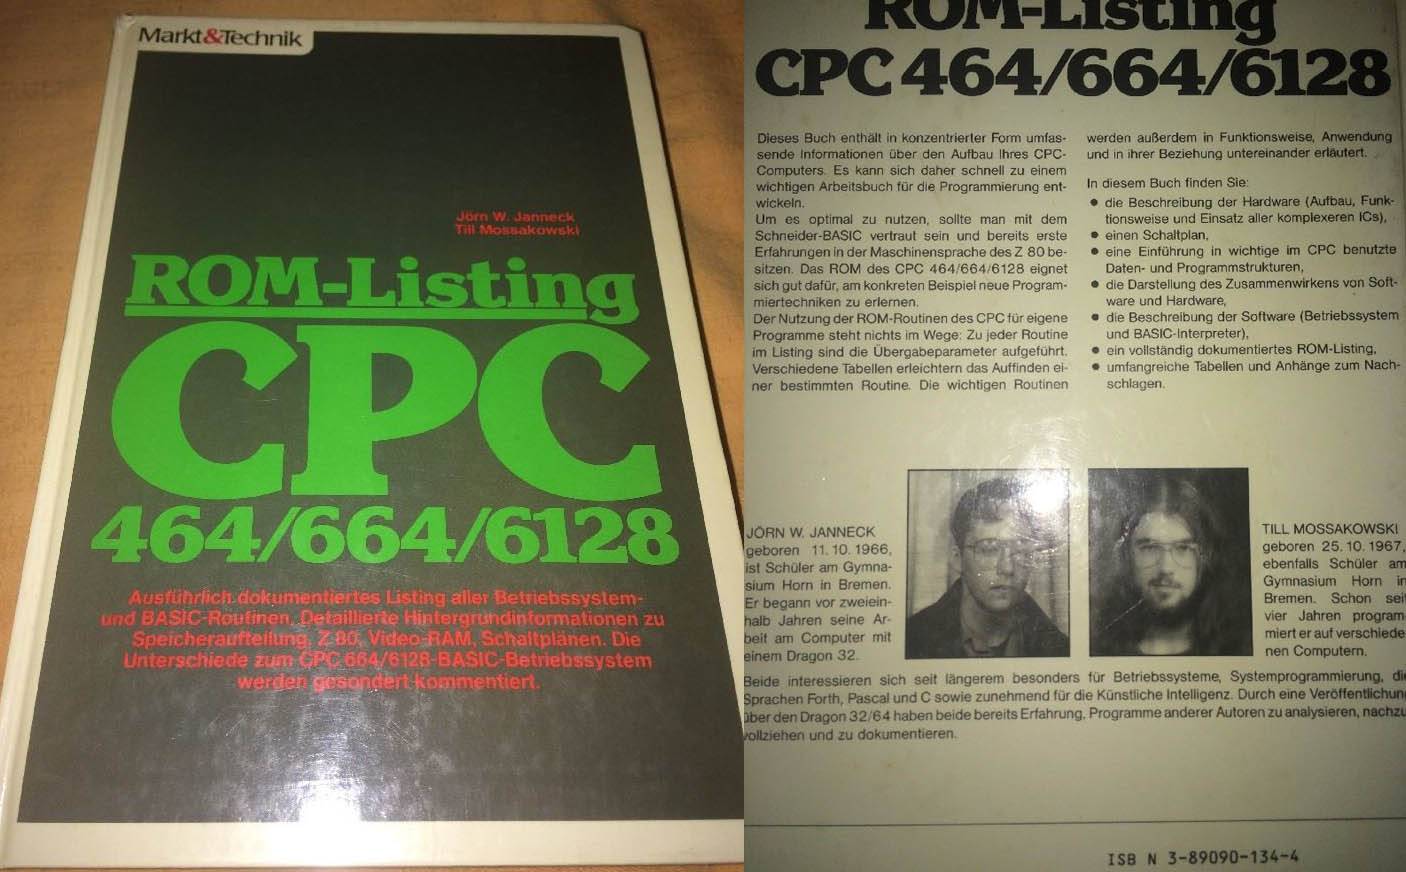 Markt&Technik
Jörn W. Janneck
Till Mossakowski
ROM-Listing
CPC
464/664/6128
Ausführlich dokumentiertes Listing aller Betriebssystem-
und BASIC-Routinen, Detaillierte Hintergrundinformationen zu
Speicheraufteilung, Z 80, Video-RAM, Schaltplänen. Die
Unterschiede zum CPC 664/6128-BASIC-Betriebssystem
werden gesondert kommentiert.
ROM-Listing
CPC 464/664/6128
Dieses Buch enthält in konzentrierter Form umfas-
sende Informationen über den Aufbau Ihres CPC-
Computers. Es kann sich daher schnell zu einem
wichtigen Arbeitsbuch für die Programmierung ent-
wickeln.
Um es optimal zu nutzen, sollte man mit dem
Schneider-BASIC vertraut sein und bereits erste
Erfahrungen in der Maschinensprache des Z 80 be-
sitzen. Das ROM des CPC 464/664/6128 eignet
sich gut dafür, am konkreten Beispiel neue Program-
miertechniken zu erlernen.
Der Nutzung der ROM-Routinen des CPC für eigene
Programme steht nichts im Wege: Zu jeder Routine
im Listing sind die Übergabeparameter aufgeführt.
Verschiedene Tabellen erleichtern das Auffinden ei-
ner bestimmten Routine. Die wichtigen Routinen
werden außerdem in Funktionsweise, Anwendung
und in ihrer Beziehung untereinander erläutert.
In diesem Buch finden Sie:
● die Beschreibung der Hardware (Aufbau, Funk-
tionsweise und Einsatz aller komplexeren ICs),
● einen Schaltplan,
● eine Einführung in wichtige im CPC benutzte
Daten- und Programmstrukturen,
● die Darstellung des Zusammenwirkens von Soft-
ware und Hardware,
● die Beschreibung der Software (Betriebssystem
und BASIC-Interpreter),
● ein vollständig dokumentiertes ROM-Listing,
● umfangreiche Tabellen und Anhänge zum Nach-
schlagen.
JÖRN W. JANNECK
geboren 11. 10. 1966,
ist Schüler am Gymna-
sium Horn in Bremen.
Er begann vor zweiein-
halb Jahren seine Ar-
beit am Computer mit
einem Dragon 32.
TILL MOSSAKOWSKI
geboren 25. 10. 1967,
ebenfalls Schüler am
Gymnasium Horn in
Bremen. Schon seit
vier Jahren program-
miert er auf verschiede
nen Computern.
Beide interessieren sich seit längerem besonders für Betriebssysteme, Systemprogrammierung, die
Sprachen Forth, Pascal und C sowie zunehmend für die Künstliche Intelligenz. Durch eine Veröffentlichung
über den Dragon 32/64 haben beide bereits Erfahrung, Programme anderer Autoren zu analysieren, nachzu
vollziehen und zu dokumentieren.
ISB N 3-89090-134-4